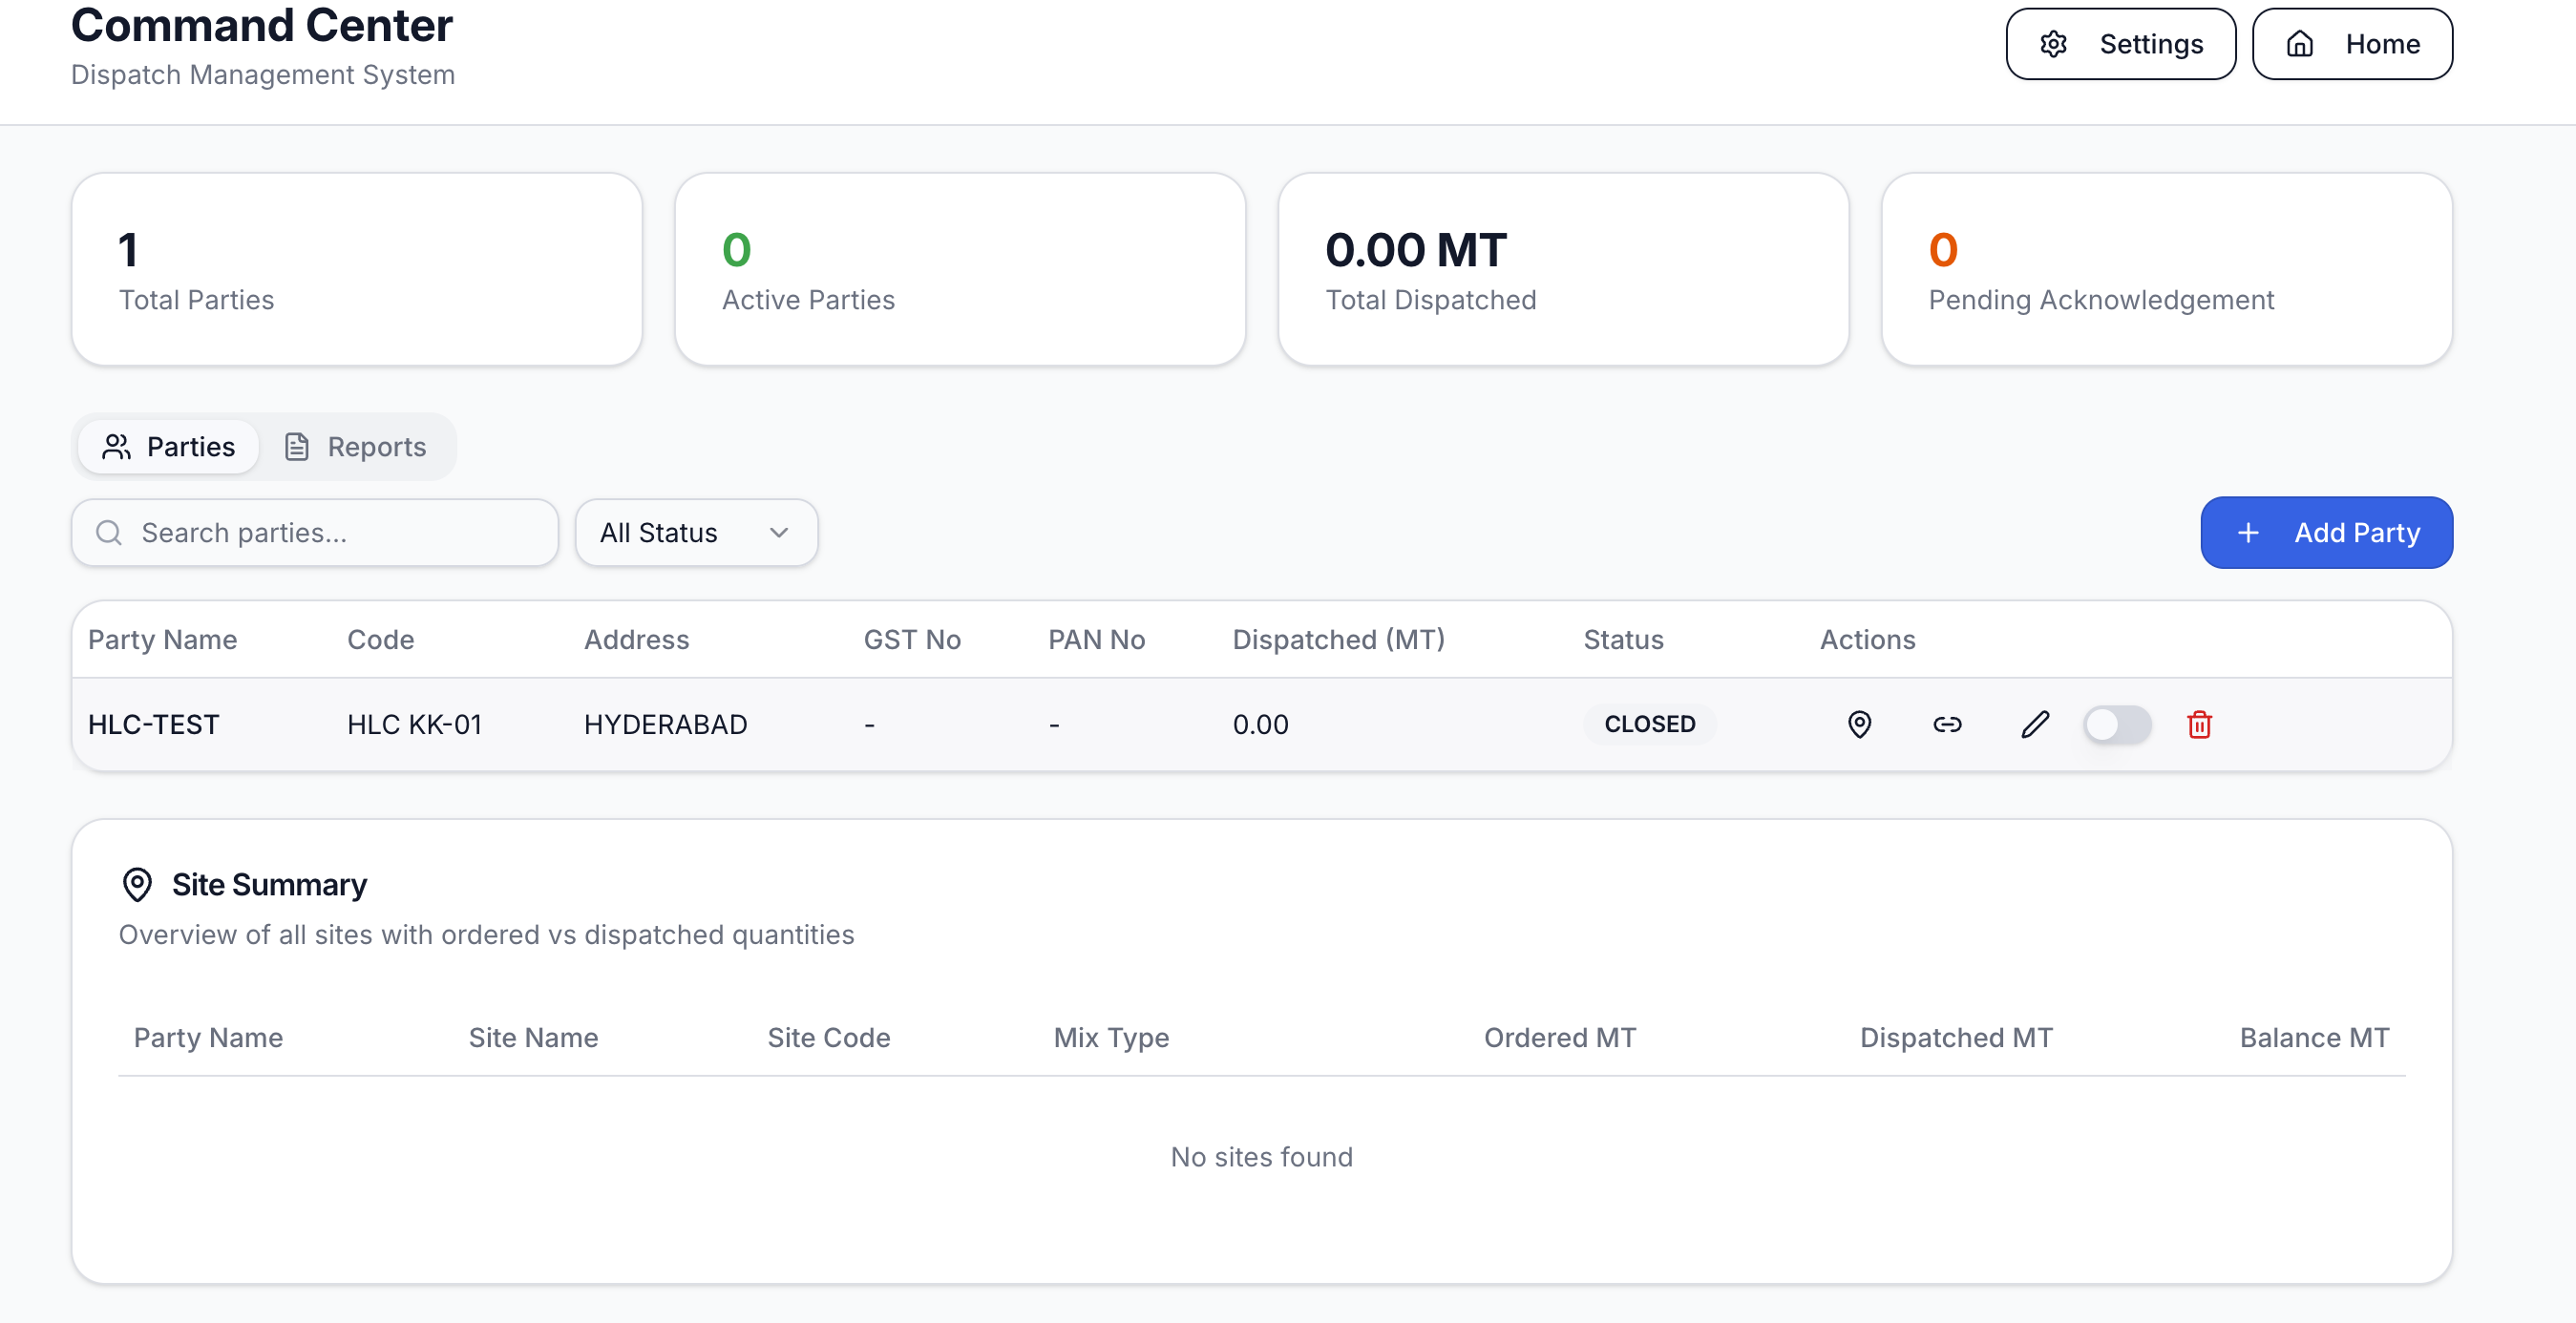 Command Center
Dispatch Management System
Settings
Home
1
Total Parties
0
Active Parties
0.00 MT
Total Dispatched
0
Pending Acknowledgement
Parties
Reports
Search parties...
All Status
Add Party
Party Name Code Address GST No PAN No Dispatched (MT) Status Actions
HLC-TEST HLC KK-01 HYDERABAD - - 0.00 CLOSED
Site Summary
Overview of all sites with ordered vs dispatched quantities
Party Name Site Name Site Code Mix Type Ordered MT Dispatched MT Balance MT
No sites found